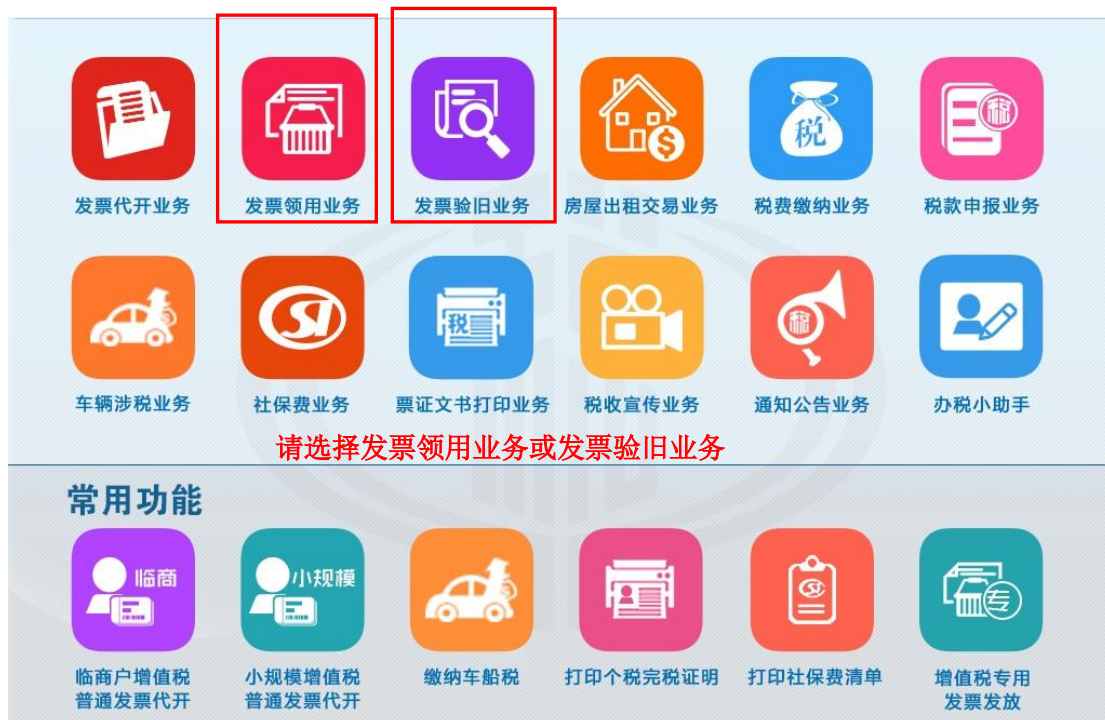 税
税
发票代开业务 发票领用业务 发票验旧业务 房屋出租交易业务 税费缴纳业务 税款申报业务
SI
税
税
车辆涉税业务 社保费业务 票证文书打印业务 税收宣传业务 通知公告业务 办税小助手
请选择发票领用业务或发票验旧业务
常用功能
临商
小规模
SI
专
临商户增值税
普通发票代开
小规模增值税
普通发票代开
缴纳车船税
打印个税完税证明
打印社保费清单
增值税专用
发票发放